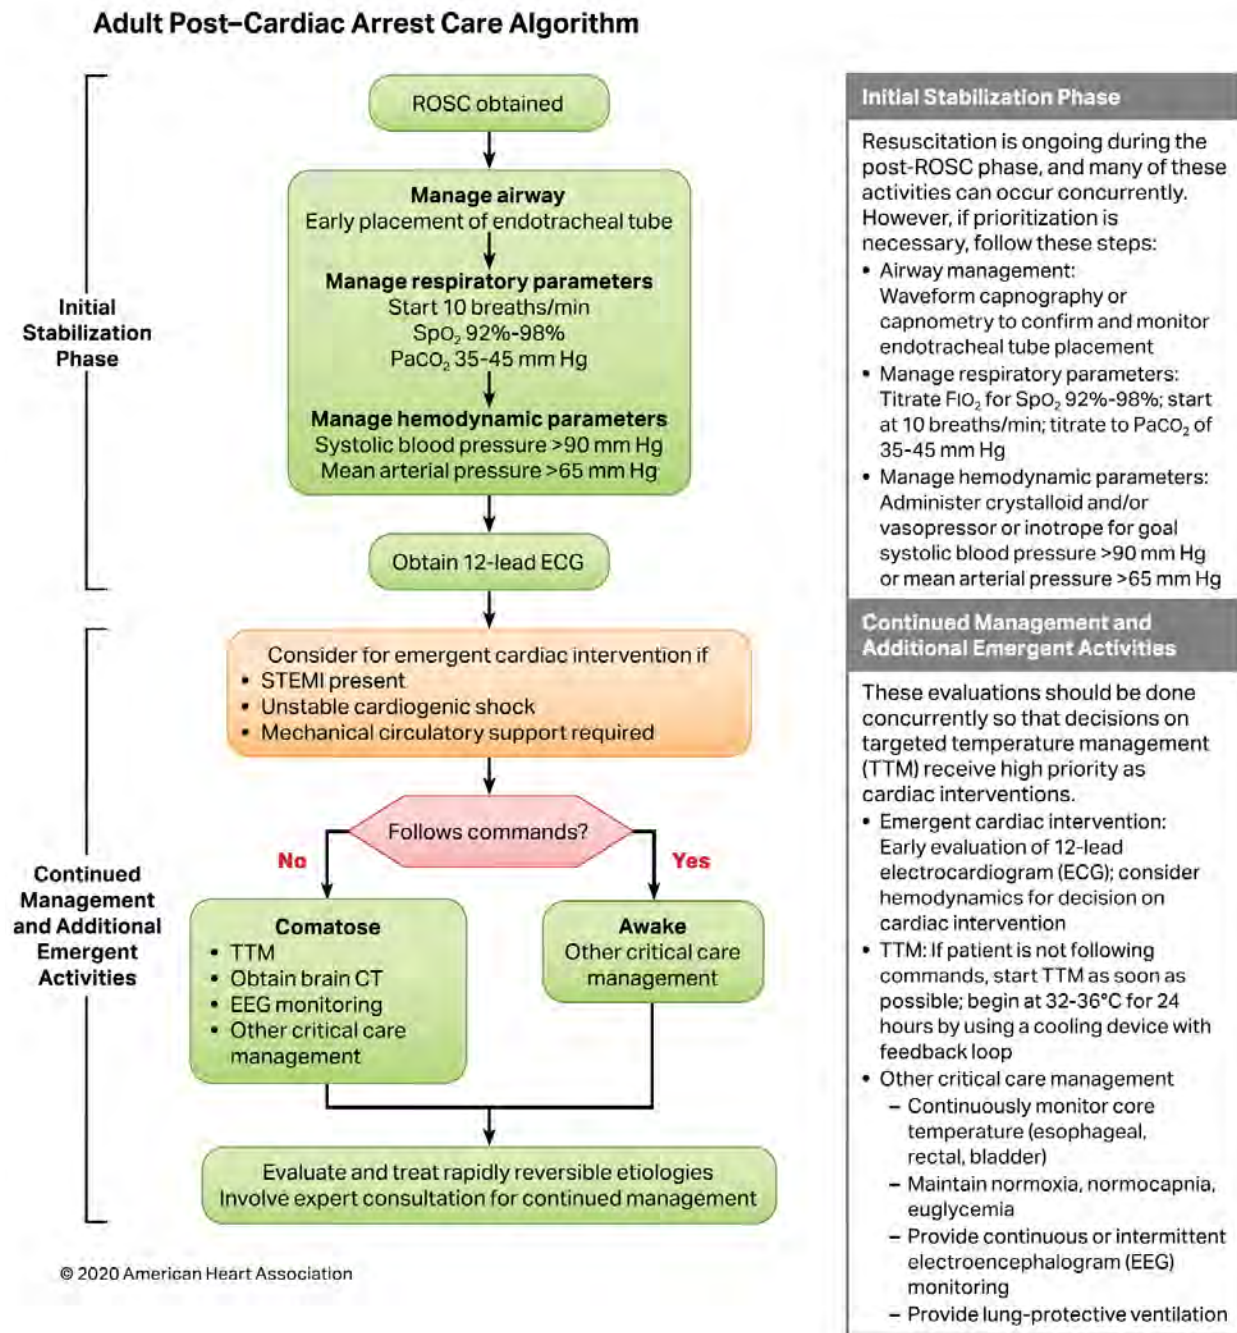 Adult Post–Cardiac Arrest Care Algorithm
Initial
Stabilization
Phase
ROSC obtained
Manage airway
Early placement of endotracheal tube
Manage respiratory parameters
Start 10 breaths/min
SpO₂ 92%-98%
PaCO₂ 35-45 mm Hg
Manage hemodynamic parameters
Systolic blood pressure >90 mm Hg
Mean arterial pressure >65 mm Hg
Obtain 12-lead ECG
Continued
Management
and Additional
Emergent
Activities
Consider for emergent cardiac intervention if
• STEMI present
• Unstable cardiogenic shock
• Mechanical circulatory support required
Follows commands?
No
Yes
Comatose
• TTM
• Obtain brain CT
• EEG monitoring
• Other critical care
management
Awake
Other critical care
management
Evaluate and treat rapidly reversible etiologies
Involve expert consultation for continued management
© 2020 American Heart Association
Initial Stabilization Phase
Resuscitation is ongoing during the
post-ROSC phase, and many of these
activities can occur concurrently.
However, if prioritization is
necessary, follow these steps:
• Airway management:
Waveform capnography or
capnometry to confirm and monitor
endotracheal tube placement
• Manage respiratory parameters:
Titrate FIO₂ for SpO₂ 92%-98%; start
at 10 breaths/min; titrate to PaCO₂ of
35-45 mm Hg
• Manage hemodynamic parameters:
Administer crystalloid and/or
vasopressor or inotrope for goal
systolic blood pressure >90 mm Hg
or mean arterial pressure >65 mm Hg
Continued Management and
Additional Emergent Activities
These evaluations should be done
concurrently so that decisions on
targeted temperature management
(TTM) receive high priority as
cardiac interventions.
• Emergent cardiac intervention:
Early evaluation of 12-lead
electrocardiogram (ECG); consider
hemodynamics for decision on
cardiac intervention
• TTM: If patient is not following
commands, start TTM as soon as
possible; begin at 32-36°C for 24
hours by using a cooling device with
feedback loop
• Other critical care management
– Continuously monitor core
temperature (esophageal,
rectal, bladder)
– Maintain normoxia, normocapnia,
euglycemia
– Provide continuous or intermittent
electroencephalogram (EEG)
monitoring
– Provide lung-protective ventilation